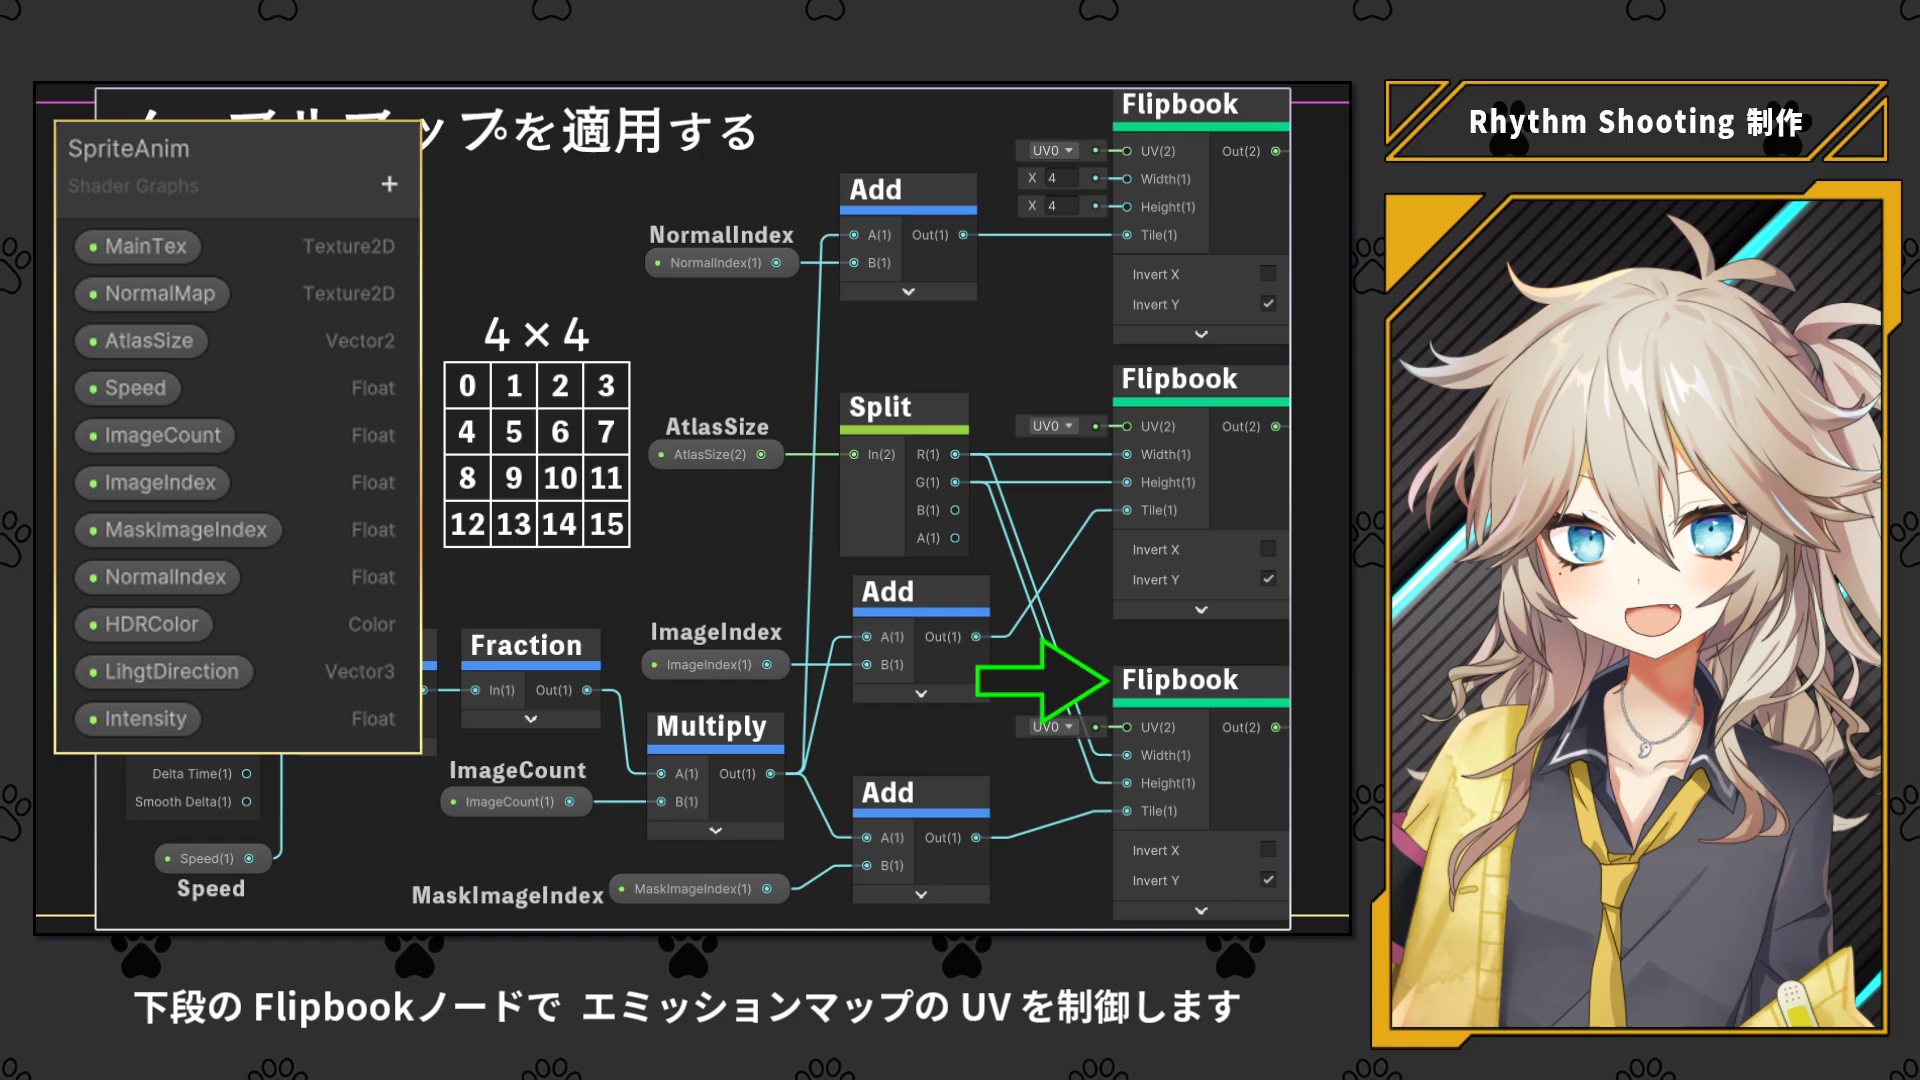 ップを適用する
SpriteAnim
Shader Graphs
+
MainTex Texture2D
NormalMap Texture2D
AtlasSize Vector2
Speed Float
ImageCount Float
ImageIndex Float
MaskImageIndex Float
NormalIndex Float
HDRColor Color
LihgtDirection Vector3
Intensity Float
Delta Time(1)
Smooth Delta(1)
Speed(1)
Speed
4 × 4
0 1 2 3
4 5 6 7
8 9 10 11
12 13 14 15
Fraction
In(1) Out(1)
ImageCount
ImageCount(1)
Multiply
A(1) Out(1)
B(1)
NormalIndex
NormalIndex(1)
Add
A(1) Out(1)
B(1)
AtlasSize
AtlasSize(2)
Split
In(2) R(1)
G(1)
B(1)
A(1)
ImageIndex
ImageIndex(1)
Add
A(1) Out(1)
B(1)
MaskImageIndex
MaskImageIndex(1)
Add
A(1) Out(1)
B(1)
Flipbook
UV0 UV(2) Out(2)
X 4 Width(1)
X 4 Height(1)
Tile(1)
Invert X
Invert Y
Flipbook
UV0 UV(2) Out(2)
Width(1)
Height(1)
Tile(1)
Invert X
Invert Y
Flipbook
UV0 UV(2) Out(2)
Width(1)
Height(1)
Tile(1)
Invert X
Invert Y
Rhythm Shooting 制作
下段の Flipbookノードで エミッションマップの UV を制御します